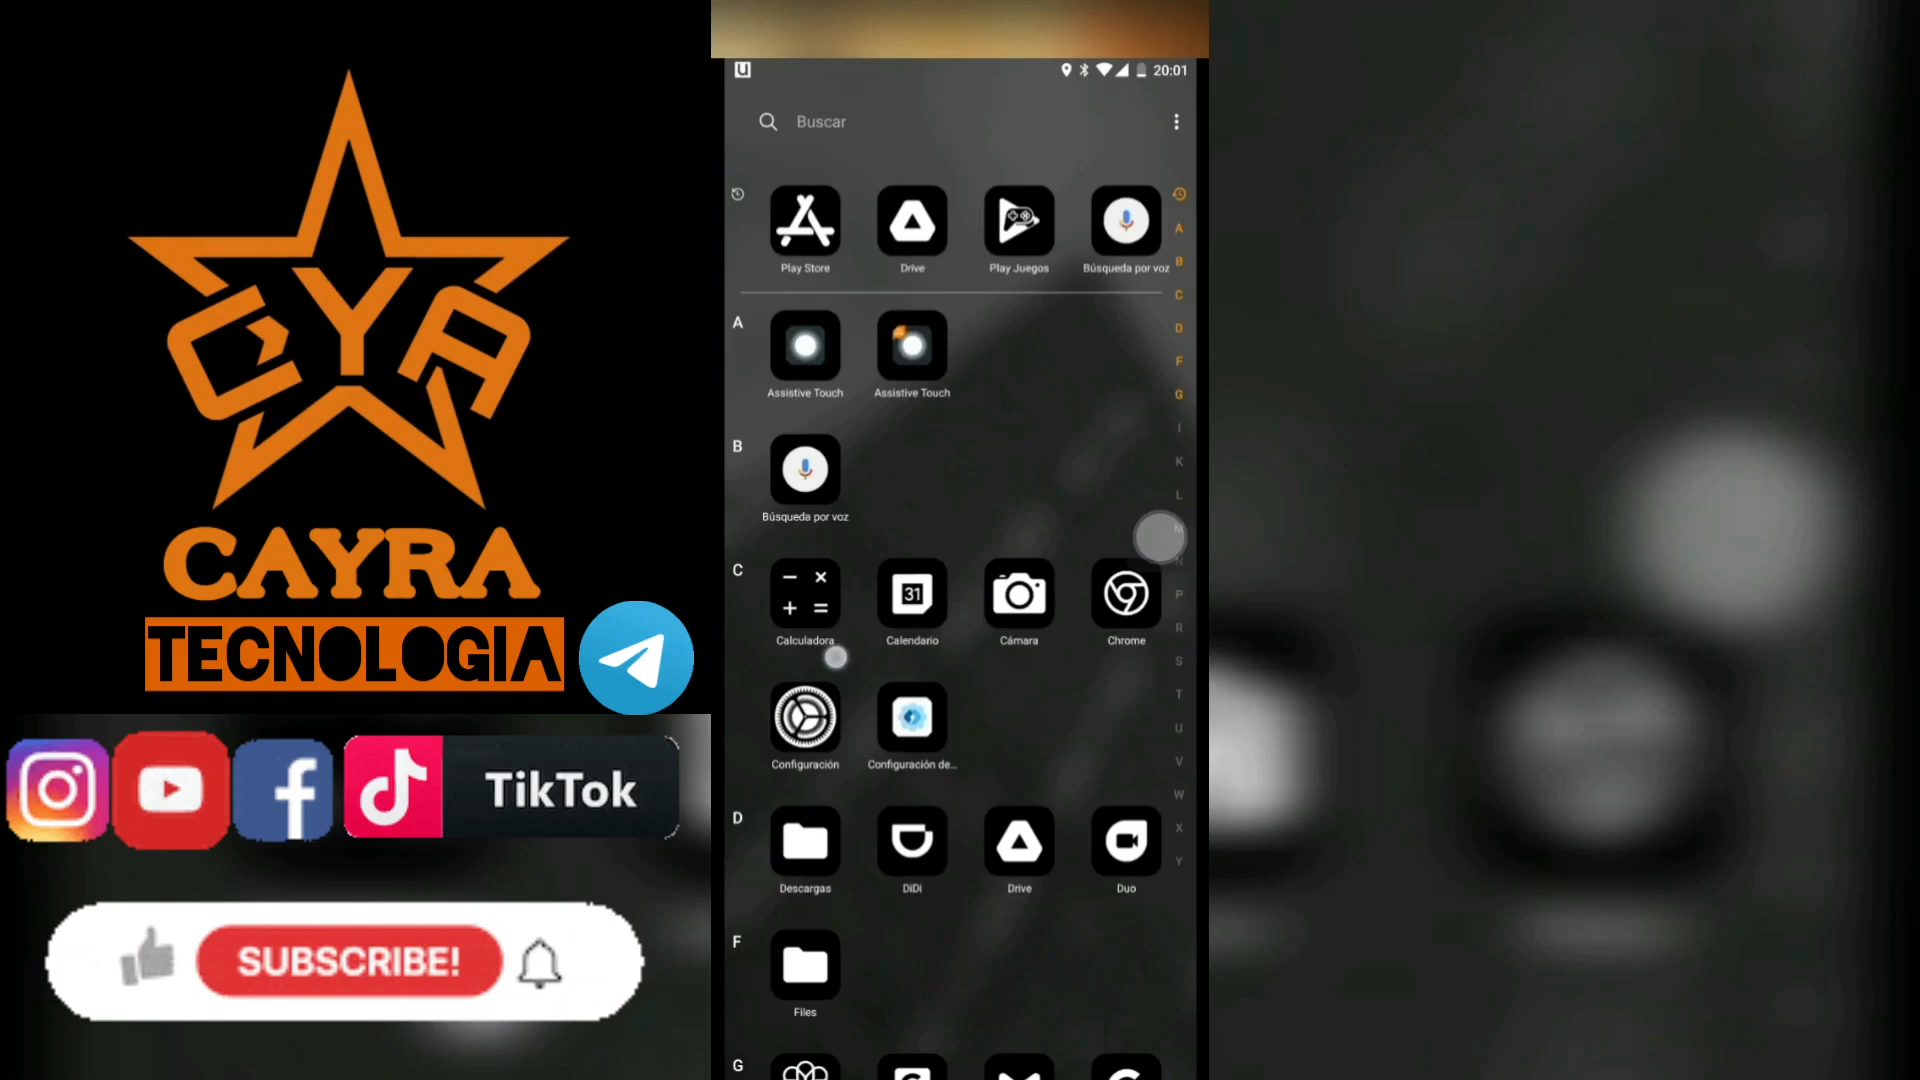 CYA
CAYRA
TECNOLOGIA
TikTok
SUBSCRIBE!
20:01
Buscar
Play Store
Drive
Play Juegos
Búsqueda por voz
A
Assistive Touch
Assistive Touch
B
Búsqueda por voz
C
31
Calculadora
Calendario
Cámara
Chrome
Configuración
Configuración de...
D
Descargas
DiDi
Drive
Duo
F
Files
G
A
B
C
D
F
G
I
K
L
M
N
P
R
S
T
U
V
W
X
Y